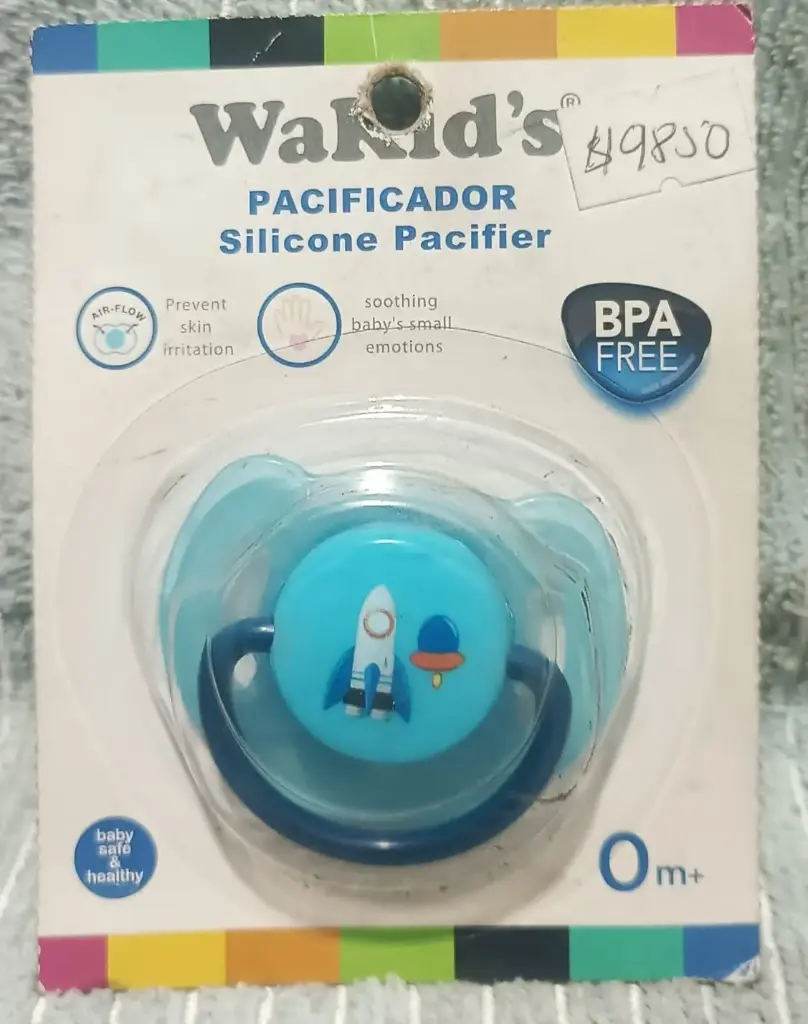 WaKid's®
$19850
PACIFICADOR
Silicone Pacifier
AIR-FLOW
Prevent
skin
irritation
soothing
baby's small
emotions
BPA
FREE
baby
safe
&
healthy
0m+